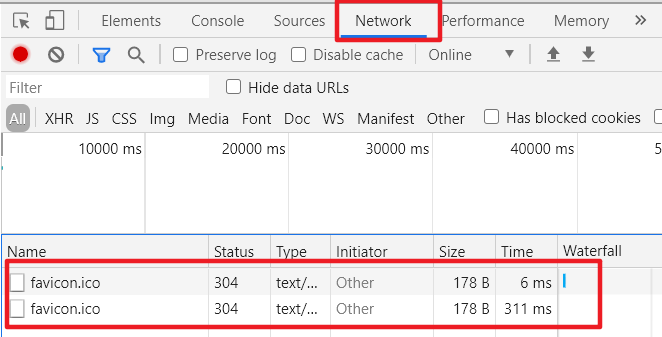 Elements Console Sources Network Performance Memory »
Preserve log Disable cache Online ▼
Filter Hide data URLs
All XHR JS CSS Img Media Font Doc WS Manifest Other Has blocked cookies
10000 ms 20000 ms 30000 ms 40000 ms 5
Name Status Type Initiator Size Time Waterfall
favicon.ico 304 text/... Other 178 B 6 ms
favicon.ico 304 text/... Other 178 B 311 ms